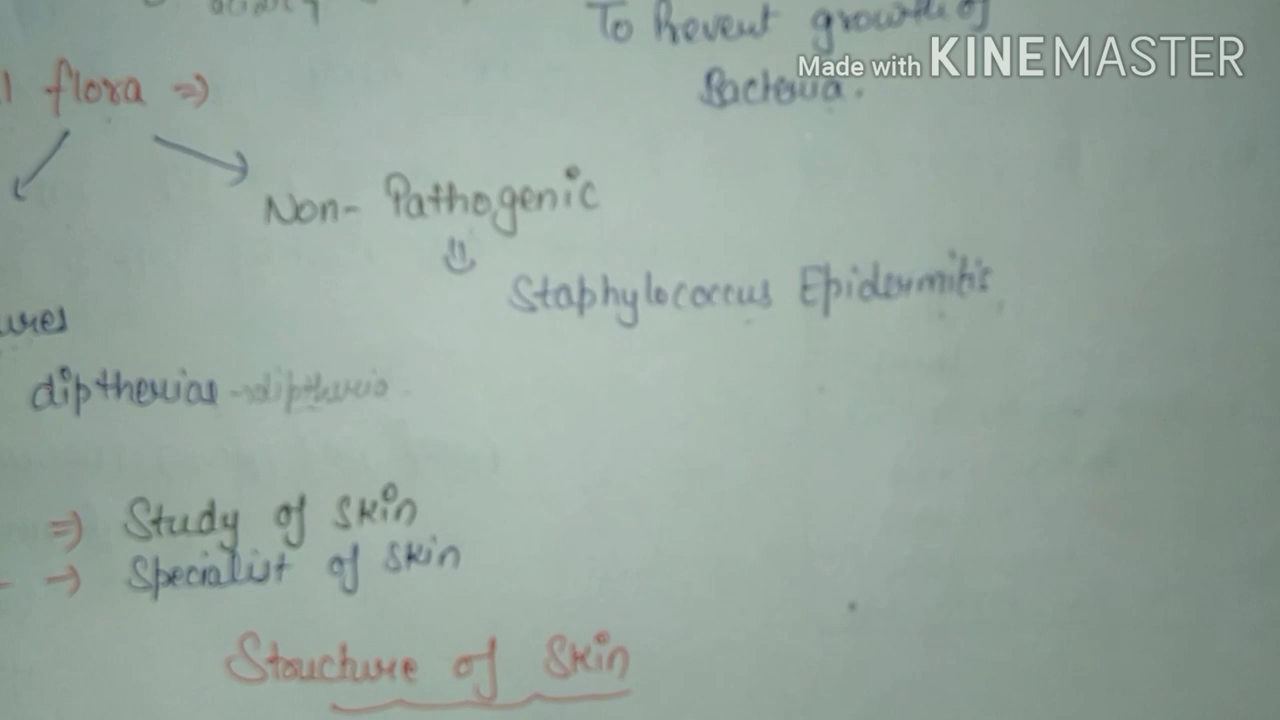 To Prevent growth of
Made with KINEMASTER
Bacteria.
l flora ⇒
Non- Pathogenic
Staphylococcus Epidermitis
ures
diptherias → diptheria
⇒ Study of skin
→ Specialist of skin
Structure of Skin